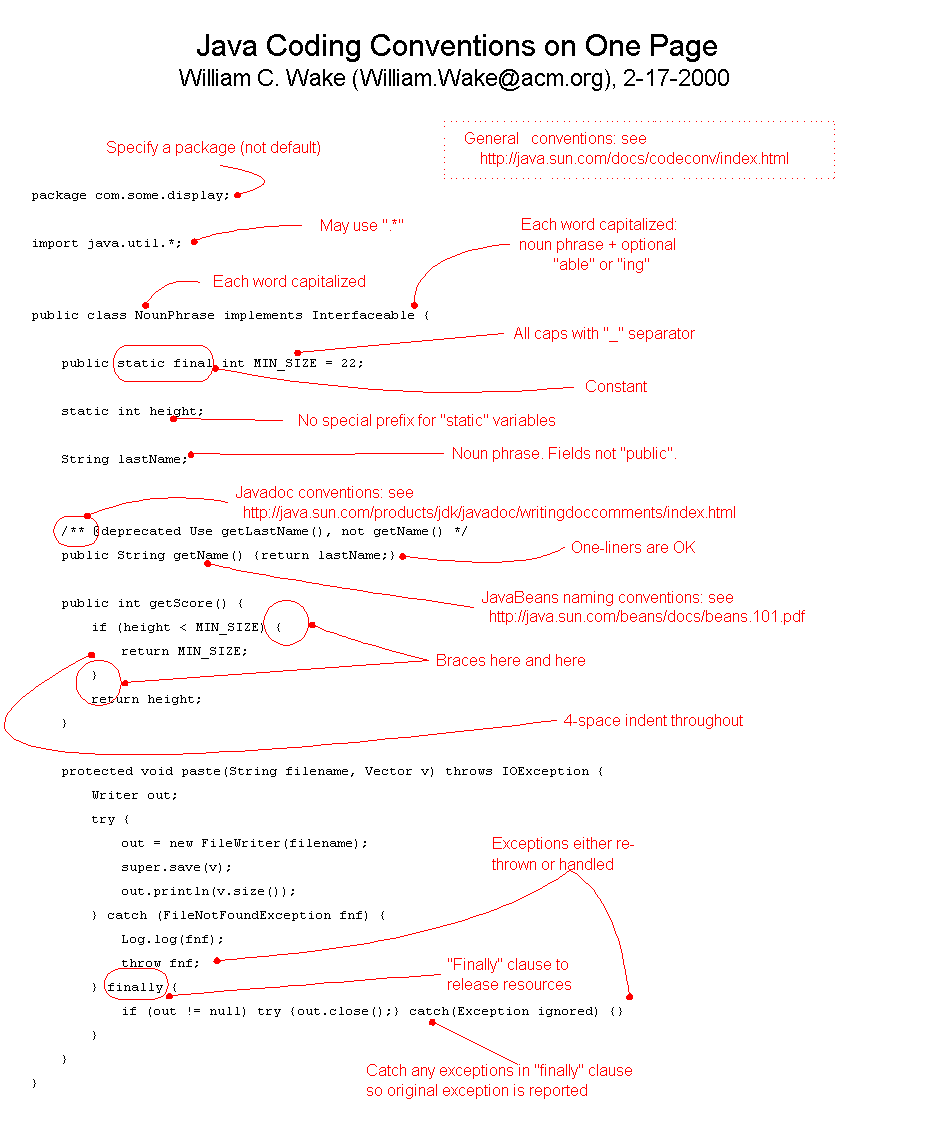 Java Coding Conventions on One Page
William C. Wake (William.Wake@acm.org), 2-17-2000
General conventions: see
http://java.sun.com/docs/codeconv/index.html
Specify a package (not default)
package com.some.display;
May use ".*"
import java.util.*;
Each word capitalized:
noun phrase + optional
"able" or "ing"
Each word capitalized
public class NounPhrase implements Interfaceable {
All caps with "_" separator
public static final int MIN_SIZE = 22;
Constant
static int height;
No special prefix for "static" variables
String lastName;
Noun phrase. Fields not "public".
Javadoc conventions: see
http://java.sun.com/products/jdk/javadoc/writingdoccomments/index.html
/** @deprecated Use getLastName(), not getName() */
public String getName() {return lastName;}
One-liners are OK
JavaBeans naming conventions: see
http://java.sun.com/beans/docs/beans.101.pdf
public int getScore() {
if (height < MIN_SIZE) {
return MIN_SIZE;
}
Braces here and here
return height;
}
4-space indent throughout
protected void paste(String filename, Vector v) throws IOException {
Writer out;
try {
out = new FileWriter(filename);
super.save(v);
out.println(v.size());
Exceptions either re-
thrown or handled
} catch (FileNotFoundException fnf) {
Log.log(fnf);
throw fnf;
"Finally" clause to
release resources
} finally {
if (out != null) try {out.close();} catch(Exception ignored) {}
}
}
Catch any exceptions in "finally" clause
so original exception is reported
}